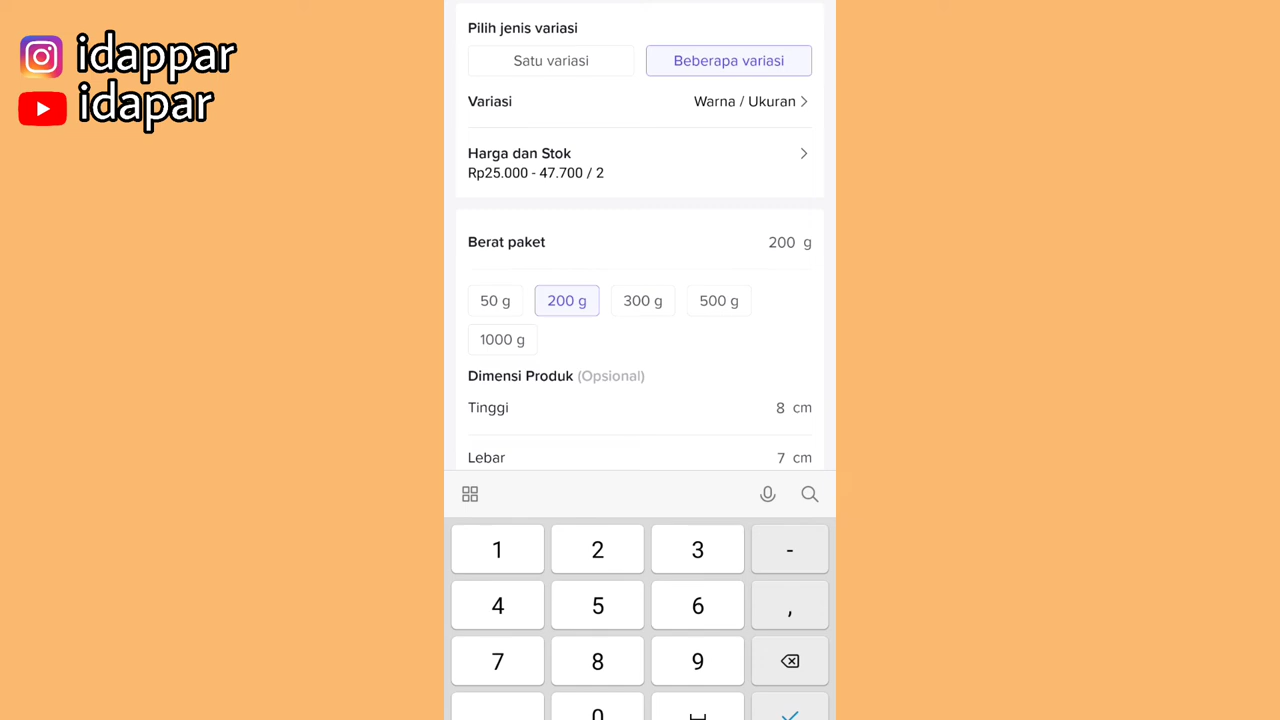 idappar
idapar
Pilih jenis variasi
Satu variasi
Beberapa variasi
Variasi
Warna / Ukuran
Harga dan Stok
Rp25.000 - 47.700 / 2
Berat paket
200 g
50 g
200 g
300 g
500 g
1000 g
Dimensi Produk (Opsional)
Tinggi
8 cm
Lebar
7 cm
1 2 3 -
4 5 6 ,
7 8 9
0